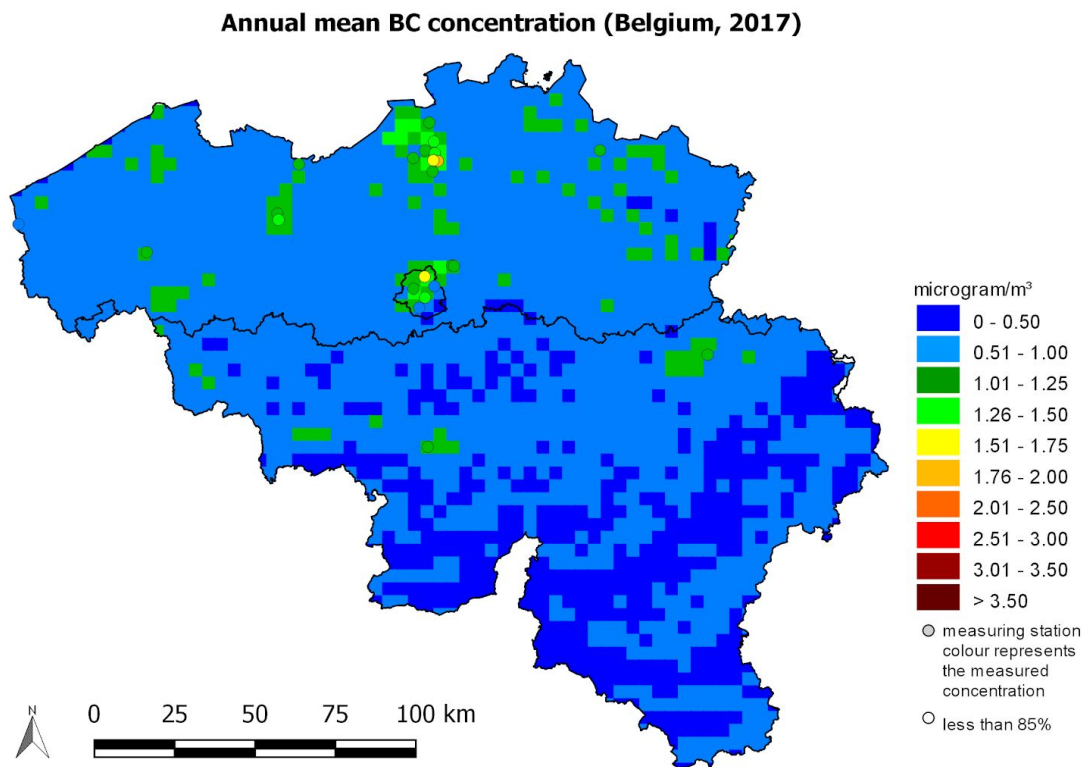 Annual mean BC concentration (Belgium, 2017)
microgram/m³
0 - 0.50
0.51 - 1.00
1.01 - 1.25
1.26 - 1.50
1.51 - 1.75
1.76 - 2.00
2.01 - 2.50
2.51 - 3.00
3.01 - 3.50
> 3.50
measuring station
colour represents
the measured
concentration
less than 85%
N
0 25 50 75 100 km